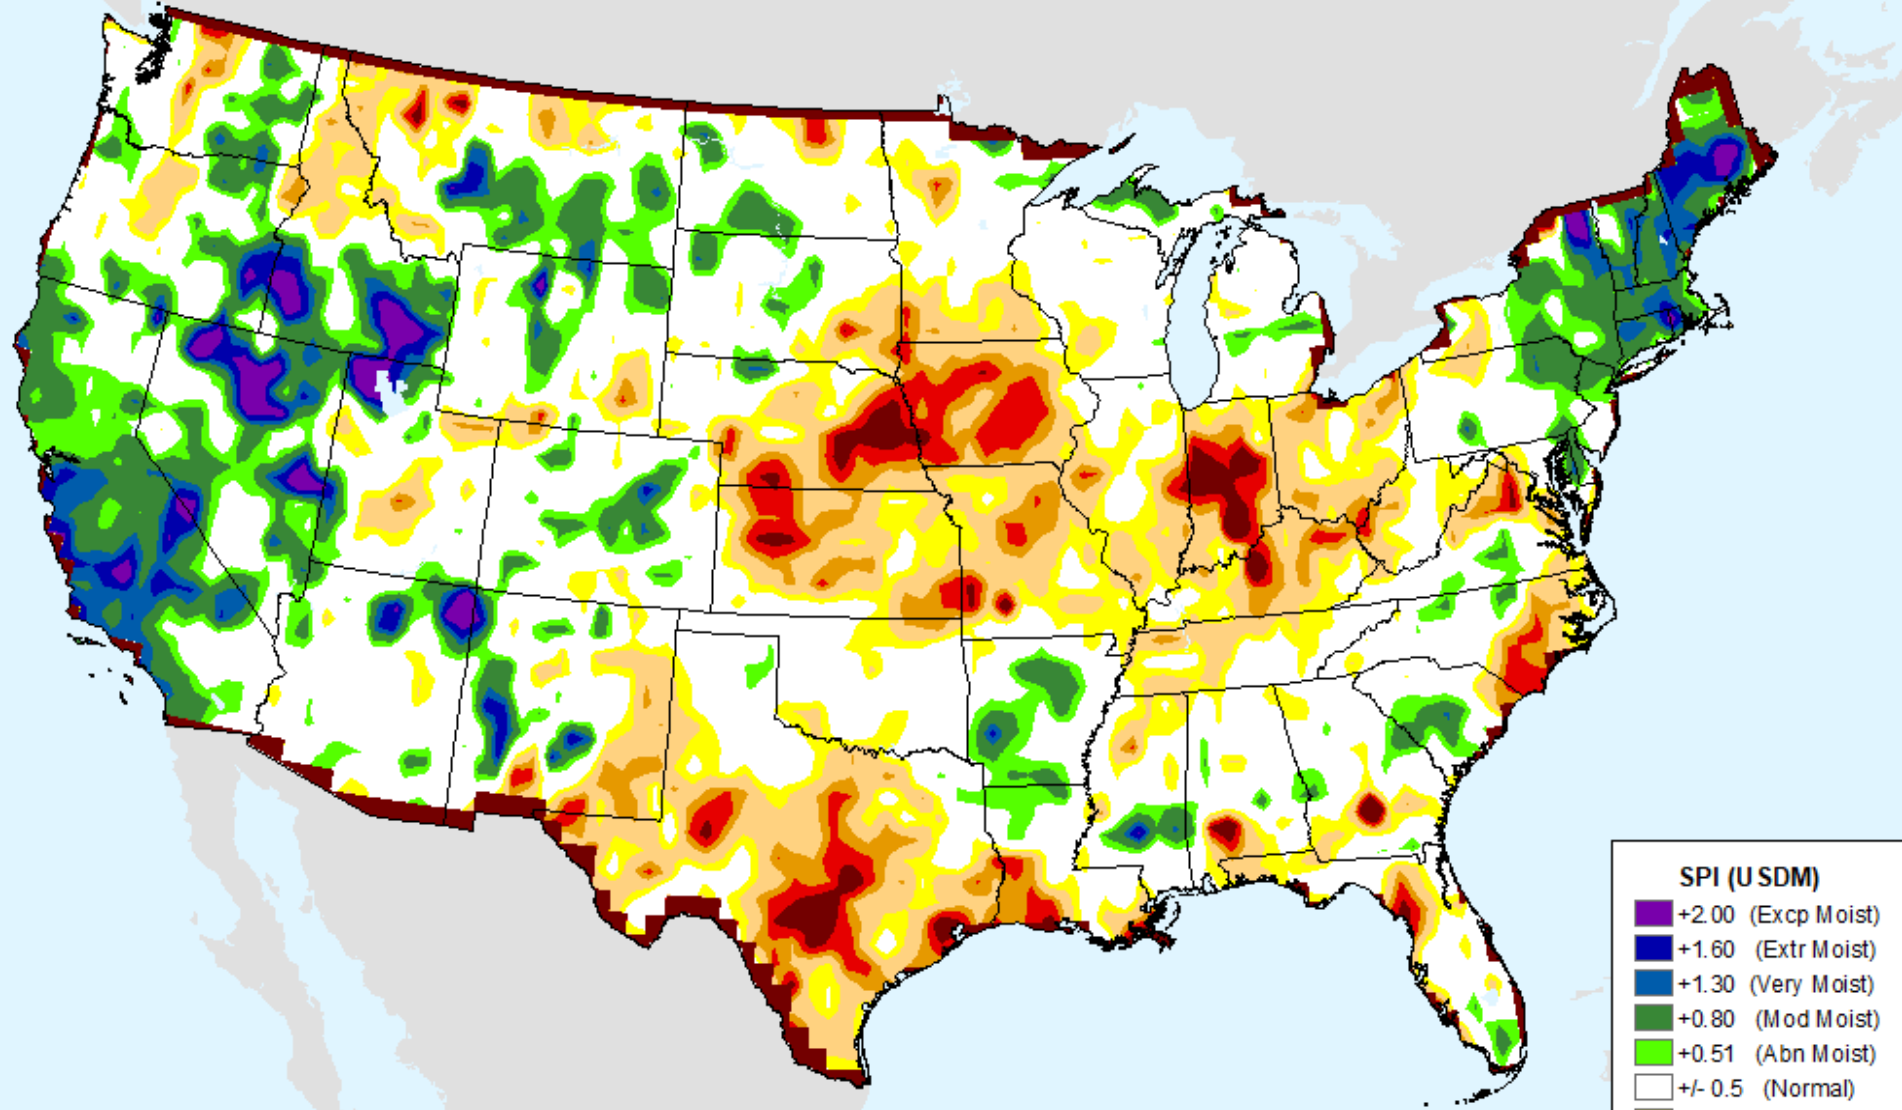 SPI (USDM)
+2.00 (Excp Moist)
+1.60 (Extr Moist)
+1.30 (Very Moist)
+0.80 (Mod Moist)
+0.51 (Abn Moist)
+/- 0.5 (Normal)